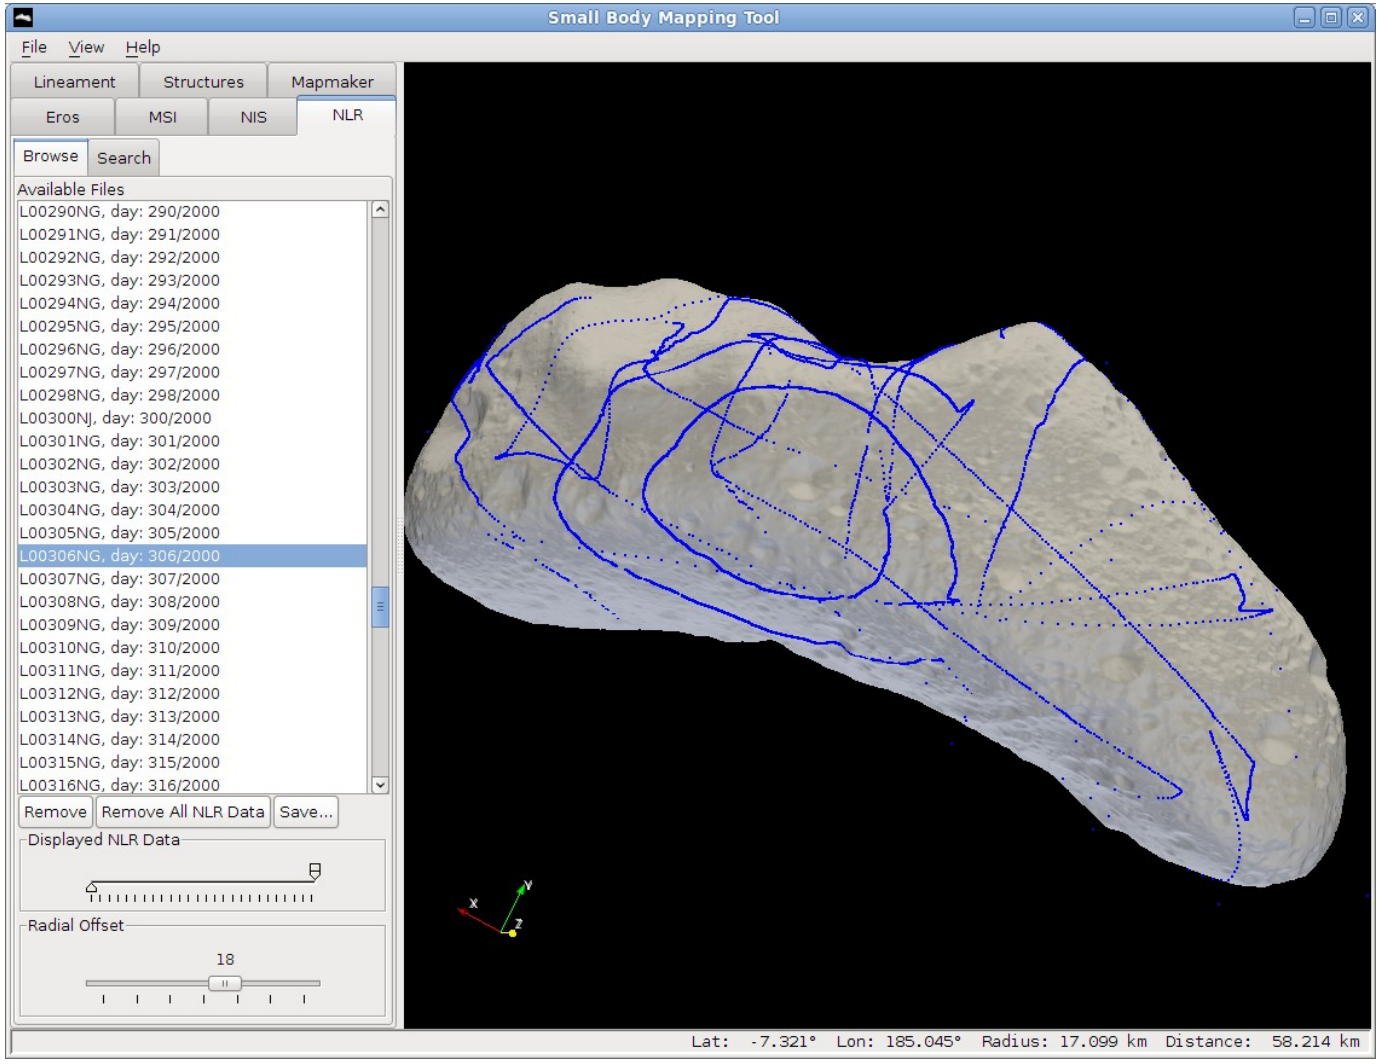 Small Body Mapping Tool
File View Help
Lineament Structures Mapmaker
Eros MSI NIS NLR
Browse Search
Available Files
L00290NG, day: 290/2000
L00291NG, day: 291/2000
L00292NG, day: 292/2000
L00293NG, day: 293/2000
L00294NG, day: 294/2000
L00295NG, day: 295/2000
L00296NG, day: 296/2000
L00297NG, day: 297/2000
L00298NG, day: 298/2000
L00300NJ, day: 300/2000
L00301NG, day: 301/2000
L00302NG, day: 302/2000
L00303NG, day: 303/2000
L00304NG, day: 304/2000
L00305NG, day: 305/2000
L00306NG, day: 306/2000
L00307NG, day: 307/2000
L00308NG, day: 308/2000
L00309NG, day: 309/2000
L00310NG, day: 310/2000
L00311NG, day: 311/2000
L00312NG, day: 312/2000
L00313NG, day: 313/2000
L00314NG, day: 314/2000
L00315NG, day: 315/2000
L00316NG, day: 316/2000
Remove Remove All NLR Data Save...
Displayed NLR Data
Radial Offset
18
X Y Z
Lat: -7.321° Lon: 185.045° Radius: 17.099 km Distance: 58.214 km